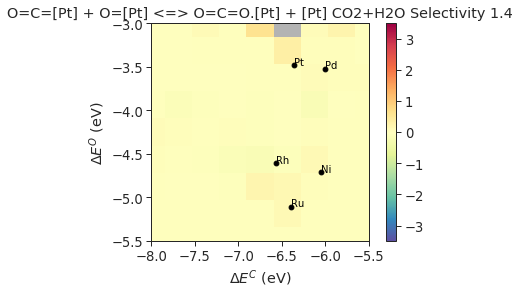 O=C=[Pt] + O=[Pt] <=> O=C=O.[Pt] + [Pt] CO2+H2O Selectivity 1.4
−3.0
−3.5
−4.0
−4.5
−5.0
−5.5
ΔE^O (eV)
Pt
Pd
Rh
Ni
Ru
−8.0 −7.5 −7.0 −6.5 −6.0 −5.5
ΔE^C (eV)
3
2
1
0
−1
−2
−3